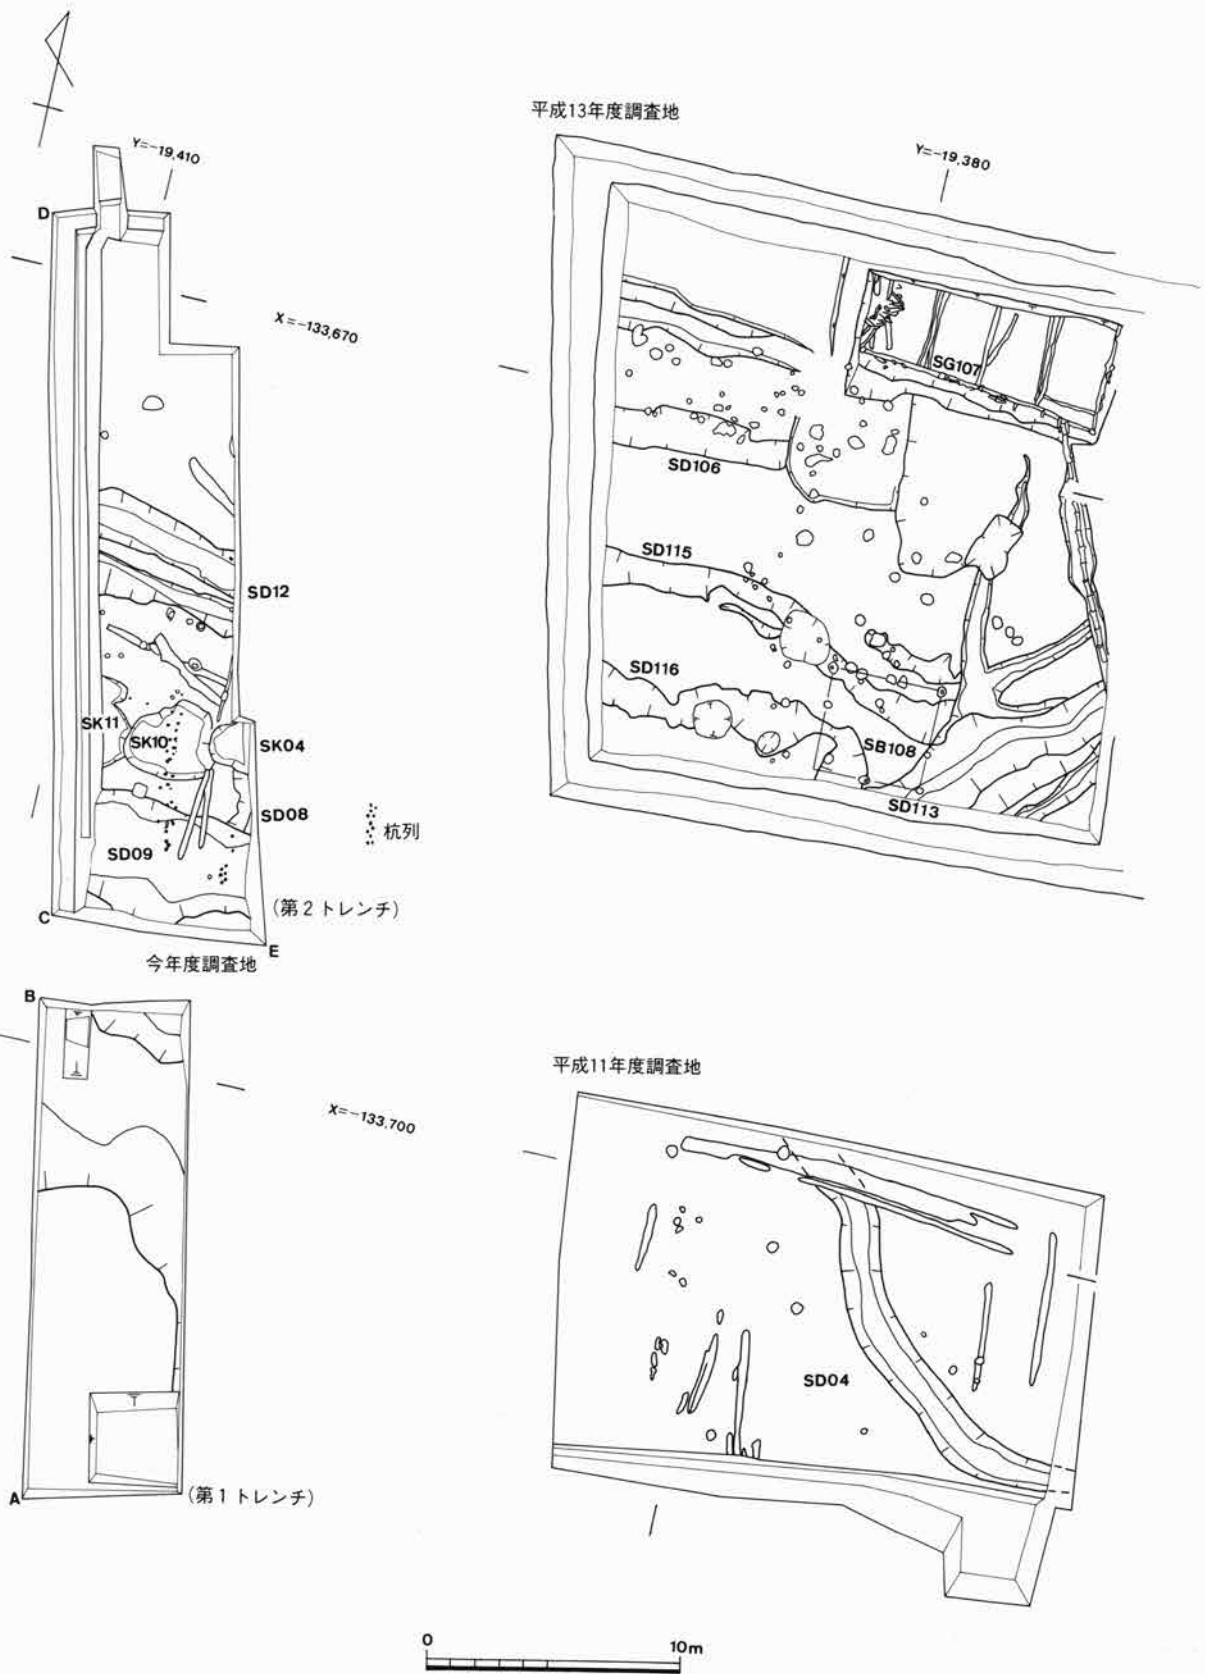 平成13年度調査地
Y=-19,410
Y=-19,380
D
X=-133,670
SG107
SD106
SD115
SD12
SD116
SK11
SK10
SK04
SB108
SD113
SD08
杭列
SD09
(第2トレンチ)
C
E
今年度調査地
B
平成11年度調査地
X=-133,700
SD04
A
(第1トレンチ)
0
10m